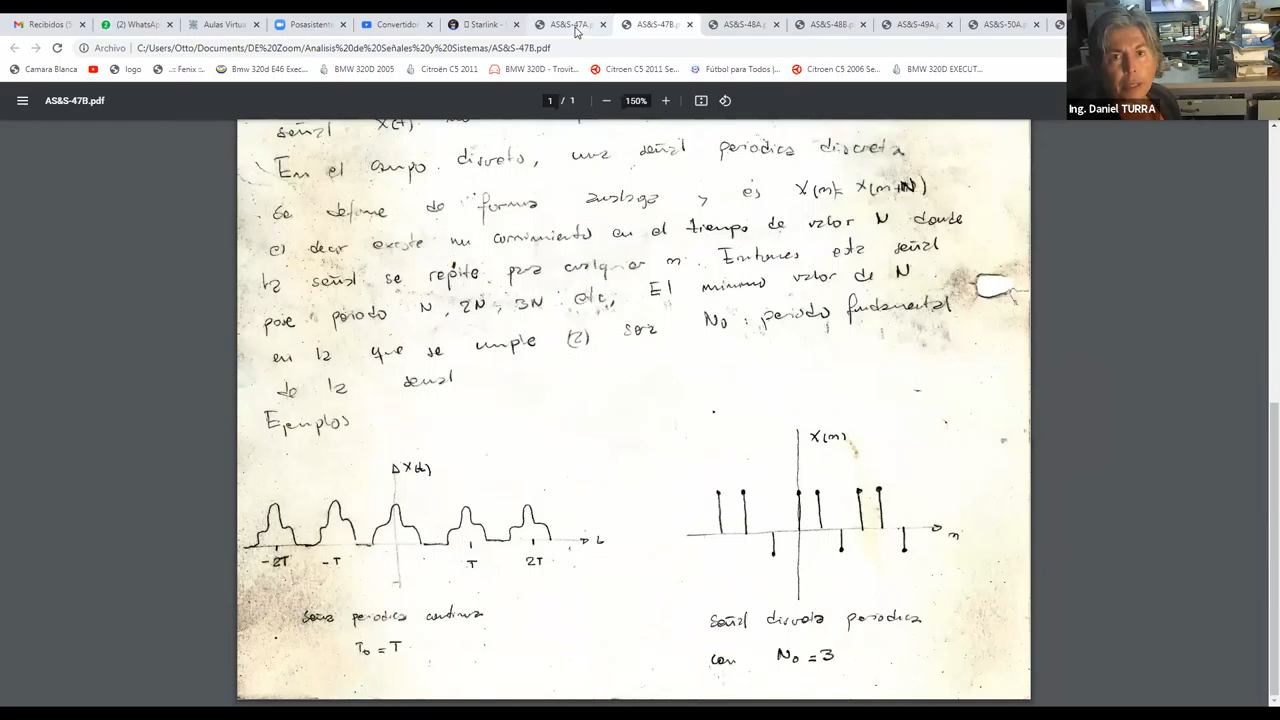 Recibidos (5
(2) WhatsAp
Aulas Virtua
Posasistente
Convertidor
Starlink -
AS&S-47A.p
AS&S-47B.p
AS&S-48A.p
AS&S-48B.p
AS&S-49A.p
AS&S-50A.p
Archivo C:/Users/Otto/Documents/DE%20Zoom/Analisis%20de%20Señales%20y%20Sistemas/AS&S-47B.pdf
Camára Blanca
logo
.:: Fenix ::.
Bmw 320d E46 Exec...
BMW 320D 2005
Citroën C5 2011
BMW 320D - Trovit...
Citroen C5 2011 Se...
Fútbol para Todos |...
Citroen C5 2006 Se...
BMW 320D EXECUT...
Ing. Daniel TURRA
AS&S-47B.pdf
1 / 1
150%
señal X(t)
En el campo discreto, una señal periodica discreta
Se define de forma analoga y es X(n)= X(n+N)
es decir existe un corrimiento en el tiempo de valor N donde
la señal se repite para cualquier n. Entonces esta señal
pose periodo N, 2N, 3N etc, El minimo valor de N
en la que se cumple (2) sera No: periodo fundamental
de la señal
Ejemplos
X(t)
X(n)
-2T -T T 2T t
n
Señal periodica continua
To = T
Señal discreta periodica
con No = 3